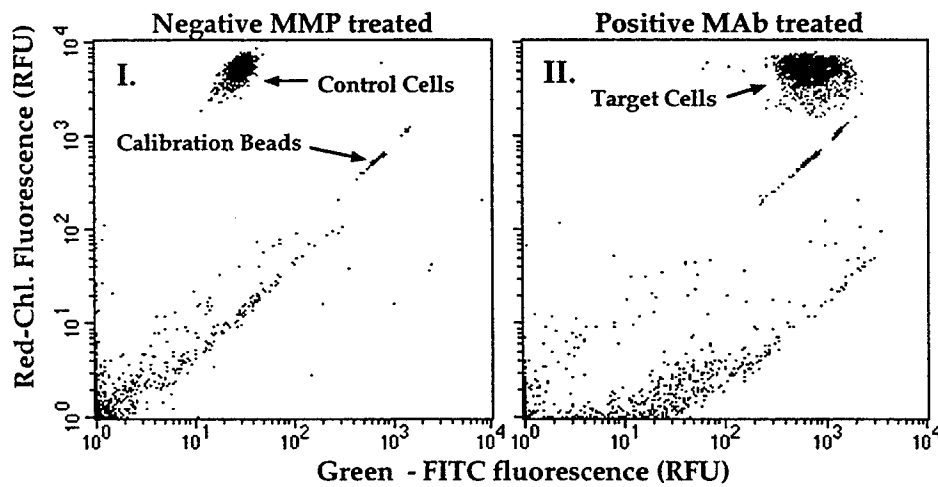 Negative MMP treated
Positive MAb treated
Red-Chl. Fluorescence (RFU)
10^4
10^3
10^2
10^1
10^0
I.
Control Cells
Calibration Beads
II.
Target Cells
10^0 10^1 10^2 10^3 10^4
10^0 10^1 10^2 10^3 10^4
Green - FITC fluorescence (RFU)